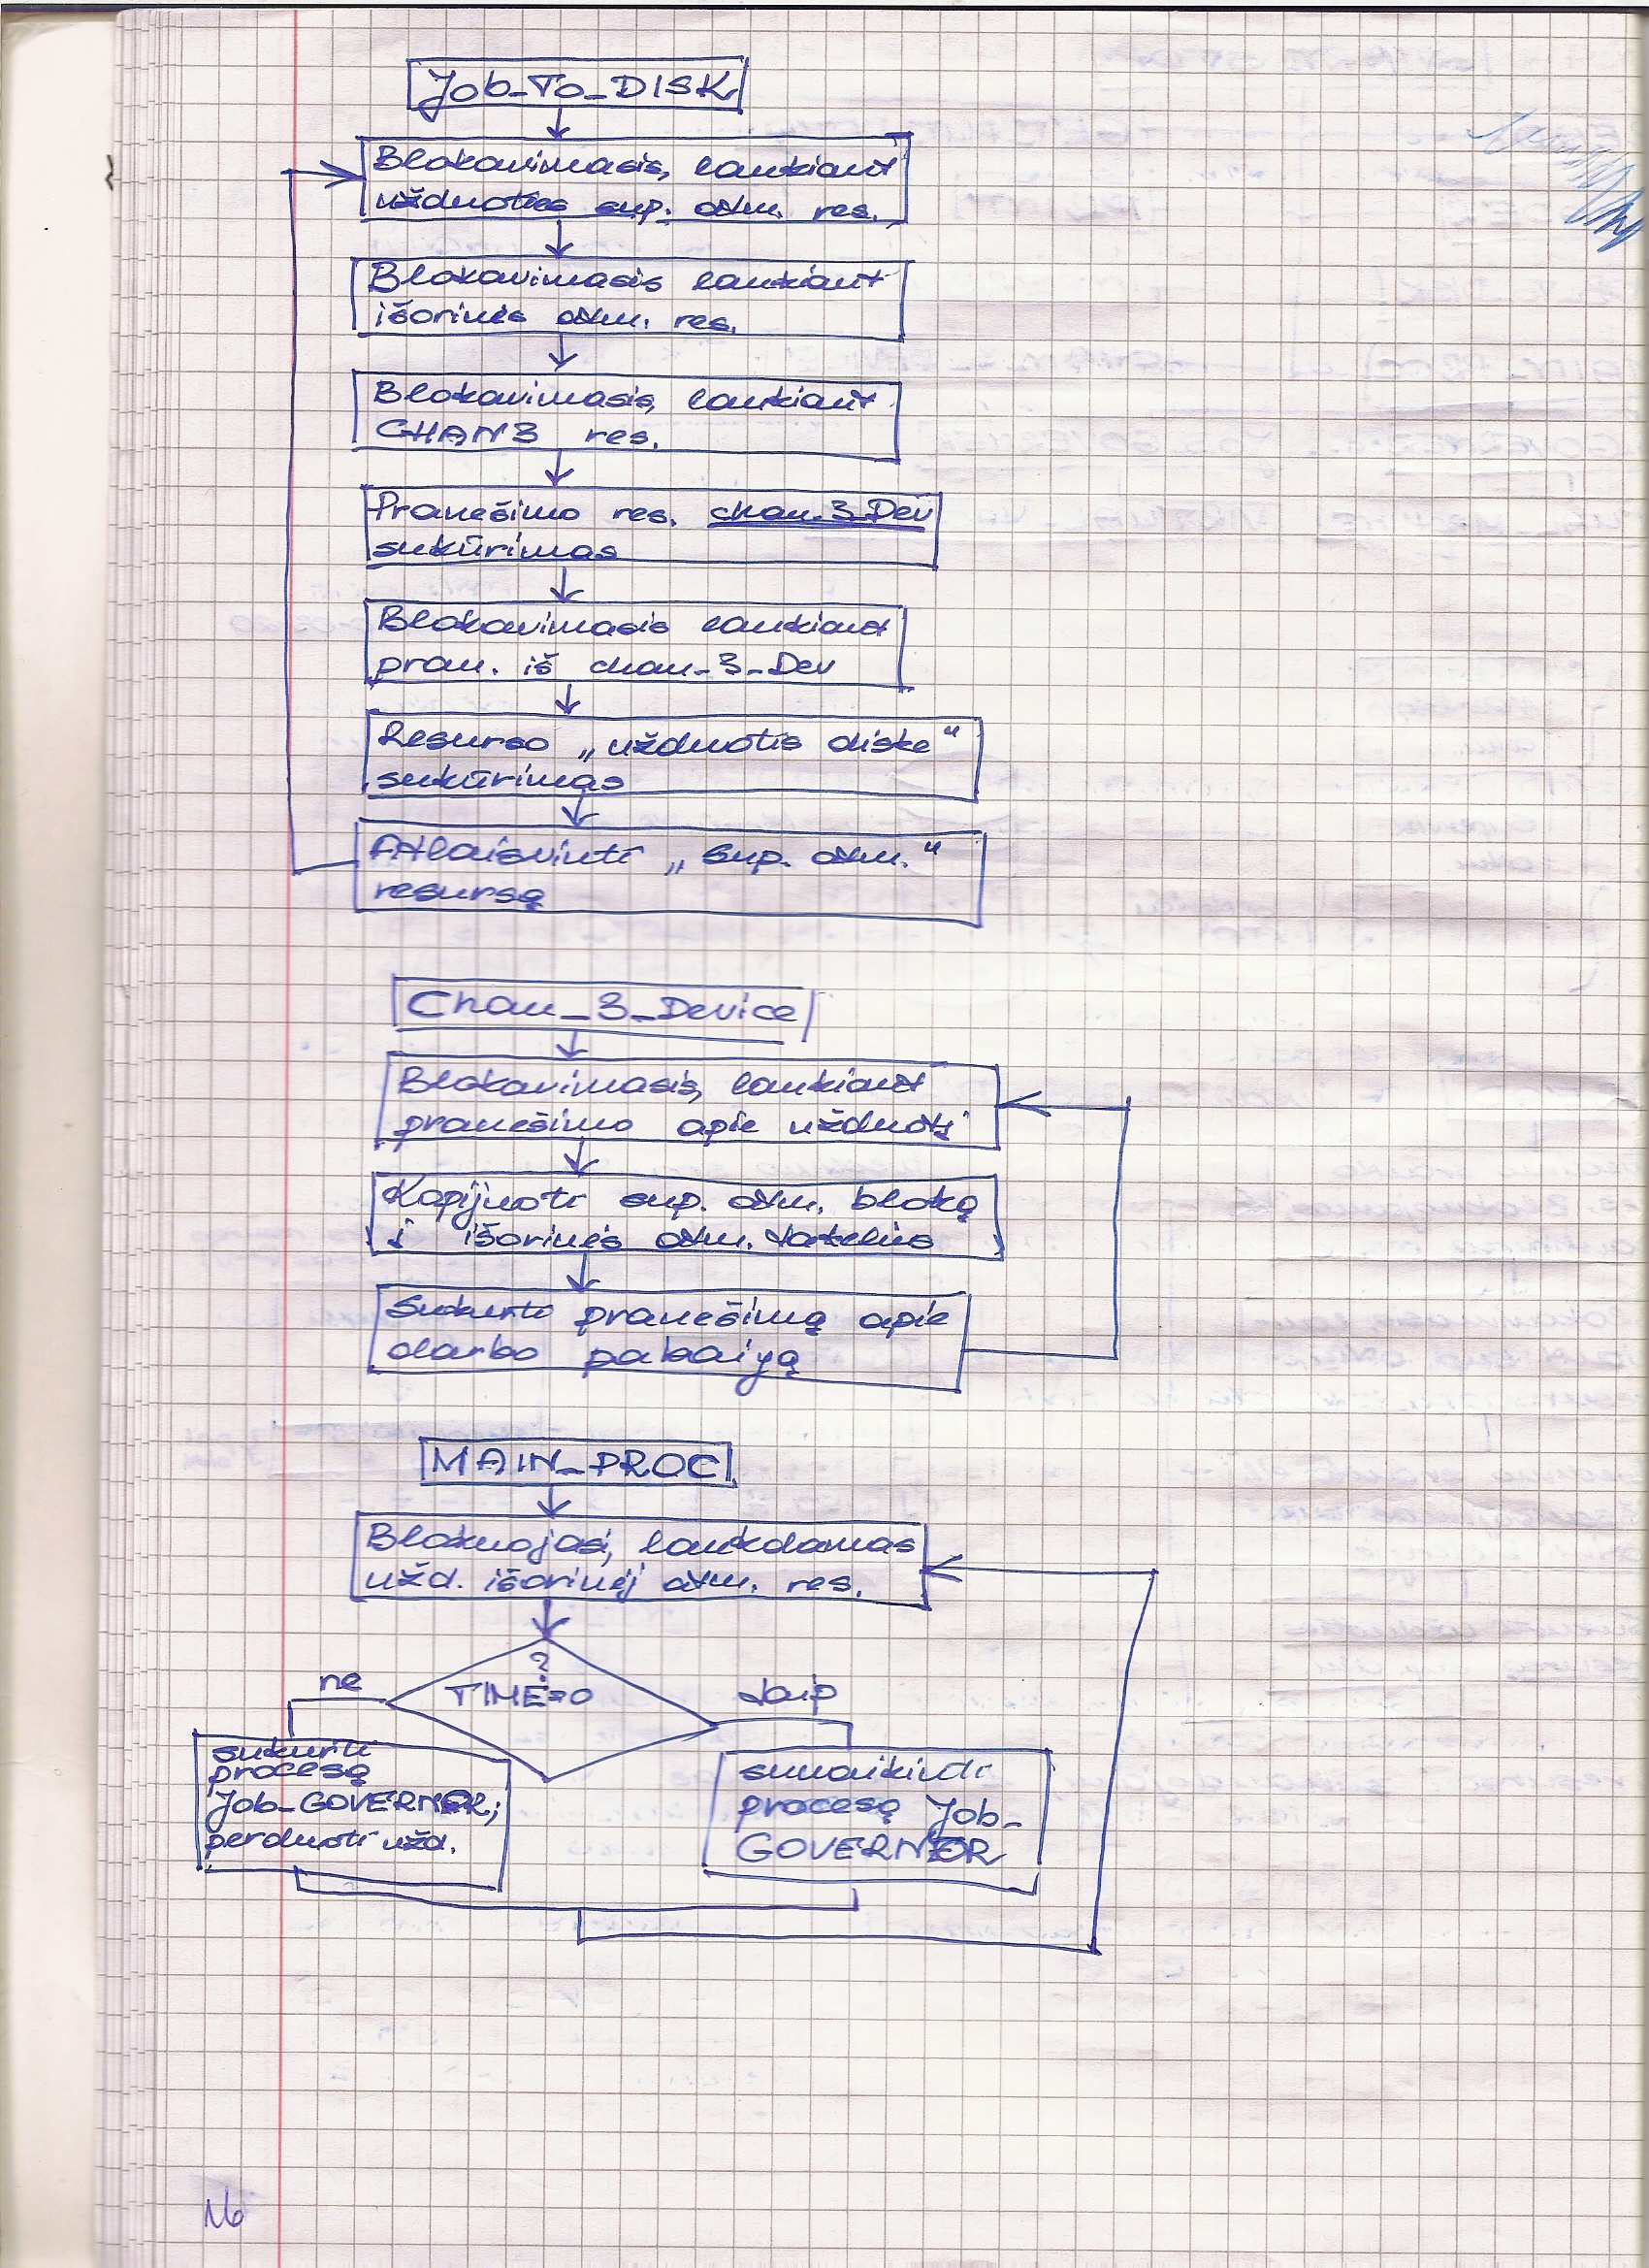 Job_To_DISK
Blokavimasis, laukiant
užduoties sup. atm. res.
Blokavimasis laukiant
išorinės atm. res.
Blokavimasis, laukiant
CHAN3 res.
Pranešimo res. chan_3_Dev
sukūrimas
Blokavimasis laukiant
pran. iš chan_3_Dev
Resurso „užduotis diske“
sukūrimas
Atlaisvinti „sup. atm.“
resursą
Chan_3_Device
Blokavimasis, laukiant
pranešimo apie užduotį
Kopijuoti sup. atm. bloką
į išorinės atm. takelius
Sukurti pranešimą apie
darbo pabaigą
MAIN_PROC
Blokuojasi, laukdamas
užd. išorinėj atm. res.
?
TIME=0
ne
taip
sukurti
procesą
Job_GOVERNOR;
perduoti užd.
sunaikinti
procesą Job_
GOVERNOR
16